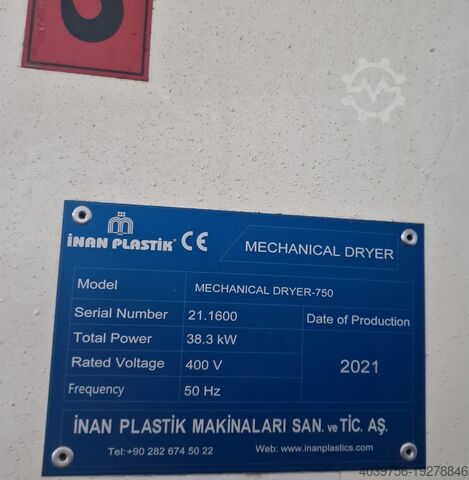 İNAN PLASTİK CE
MECHANICAL DRYER
Model MECHANICAL DRYER-750
Serial Number 21.1600
Total Power 38.3 kW
Rated Voltage 400 V
Frequency 50 Hz
Date of Production
2021
İNAN PLASTİK MAKİNALARI SAN. ve TİC. AŞ.
Tel:+90 282 674 50 22 Web: www.inanplastics.com
4039756-19278846